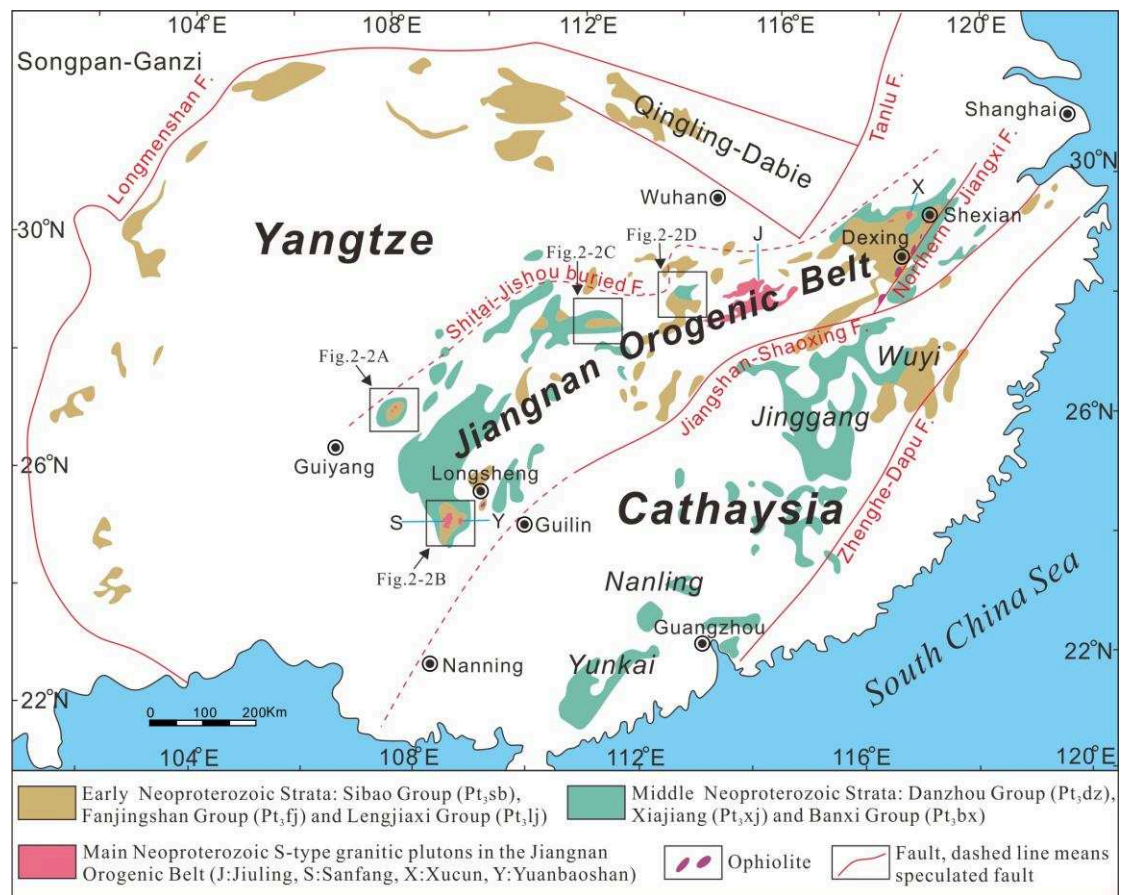 104°E
108°E
112°E
116°E
120°E
Songpan-Ganzi
Longmenshan F.
Qingling-Dabie
Tanlu F.
Shanghai
30°N
30°N
Wuhan
X
Northern Jiangxi F.
Shexian
Yangtze
Fig.2-2D
J
Dexing
Fig.2-2C
Shitai-Jishou buried F.
Jiangnan Orogenic Belt
Fig.2-2A
Jiangshan-Shaoxing F.
Wuyi
Jinggang
26°N
26°N
Guiyang
Longsheng
Zhenghe-Dapu F.
S
Y
Guilin
Cathaysia
Fig.2-2B
Nanling
Guangzhou
South China Sea
Nanning
Yunkai
22°N
22°N
0 100 200Km
104°E
108°E
112°E
116°E
120°E
Early Neoproterozoic Strata: Sibao Group (Pt₃sb),
Fanjingshan Group (Pt₃fj) and Lengjiaxi Group (Pt₃lj)
Middle Neoproterozoic Strata: Danzhou Group (Pt₃dz),
Xiajiang (Pt₃xj) and Banxi Group (Pt₃bx)
Main Neoproterozoic S-type granitic plutons in the Jiangnan
Orogenic Belt (J:Jiuling, S:Sanfang, X:Xucun, Y:Yuanbaoshan)
Ophiolite
Fault, dashed line means
speculated fault